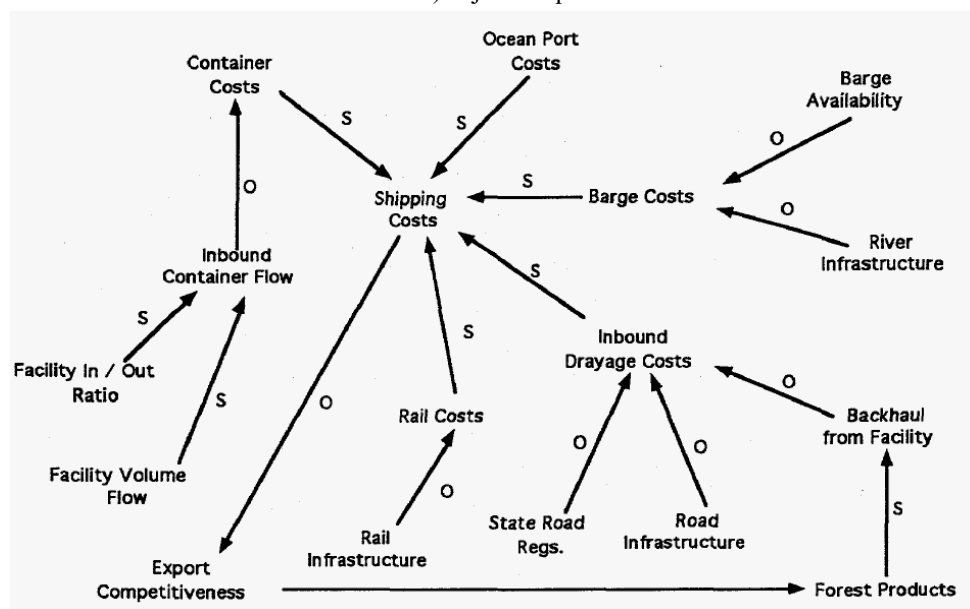 Ocean Port
Costs
Container
Costs
Barge
Availability
S
S
O
O
Shipping
Costs
S
Barge Costs
O
River
Infrastructure
Inbound
Container Flow
S
S
Inbound
Drayage Costs
S
Facility In / Out
Ratio
S
O
Rail Costs
O
Backhaul
from Facility
Facility Volume
Flow
O
O
O
S
State Road
Regs.
Road
Infrastructure
Rail
Infrastructure
Export
Competitiveness
Forest Products